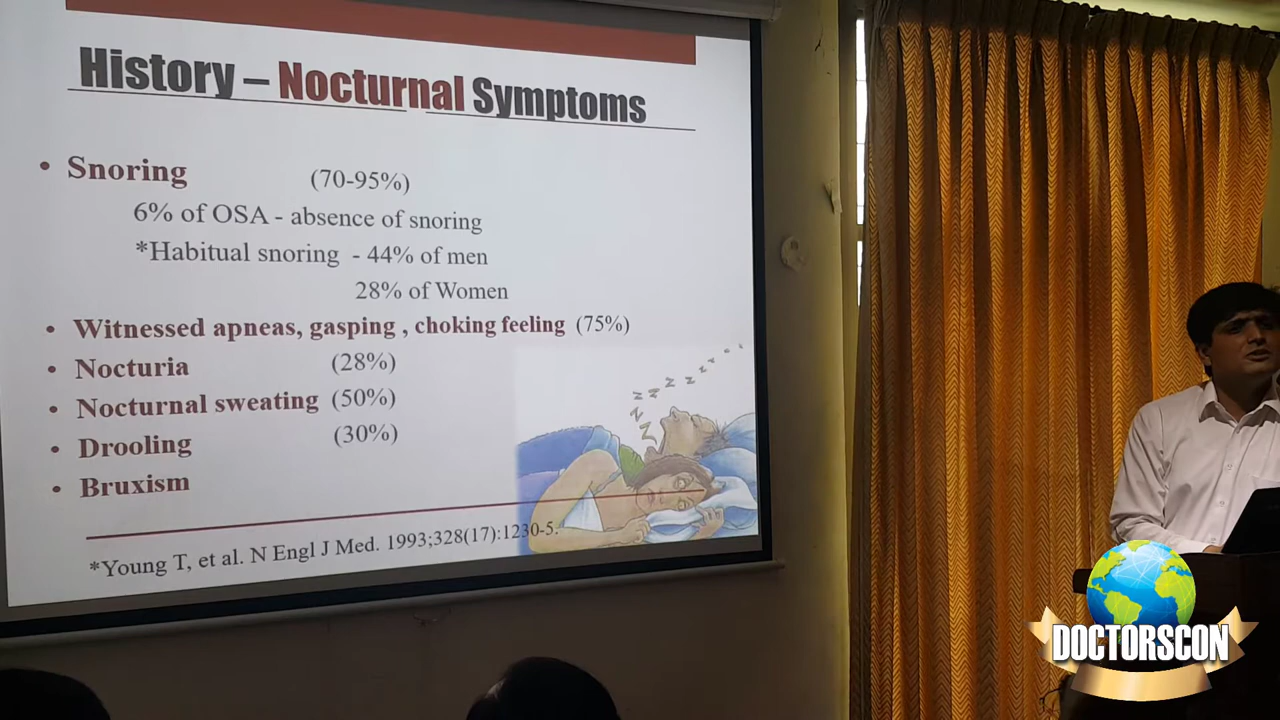 History – Nocturnal Symptoms
• Snoring (70-95%)
6% of OSA - absence of snoring
*Habitual snoring - 44% of men
28% of Women
• Witnessed apneas, gasping , choking feeling (75%)
• Nocturia (28%)
• Nocturnal sweating (50%)
• Drooling (30%)
• Bruxism
*Young T, et al. N Engl J Med. 1993;328(17):1230-5.
z z z z z z z z z
DOCTORSCON